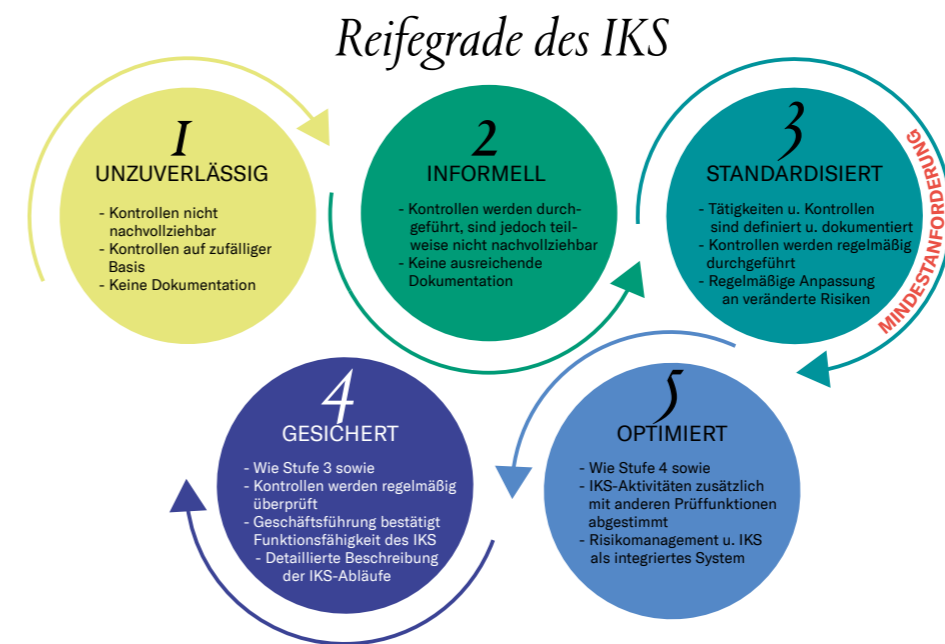 Reifegrade des IKS
1
UNZUVERLÄSSIG
- Kontrollen nicht
nachvollziehbar
- Kontrollen auf zufälliger
Basis
- Keine Dokumentation
2
INFORMELL
- Kontrollen werden durch-
geführt, sind jedoch teil-
weise nicht nachvollziehbar
- Keine ausreichende
Dokumentation
3
STANDARDISIERT
- Tätigkeiten u. Kontrollen
sind definiert u. dokumentiert
- Kontrollen werden regelmäßig
durchgeführt
- Regelmäßige Anpassung
an veränderte Risiken
MINDESTANFORDERUNG
4
GESICHERT
- Wie Stufe 3 sowie
- Kontrollen werden regelmäßig
überprüft
- Geschäftsführung bestätigt
Funktionsfähigkeit des IKS
- Detaillierte Beschreibung
der IKS-Abläufe
5
OPTIMIERT
- Wie Stufe 4 sowie
- IKS-Aktivitäten zusätzlich
mit anderen Prüffunktionen
abgestimmt
- Risikomanagement u. IKS
als integriertes System